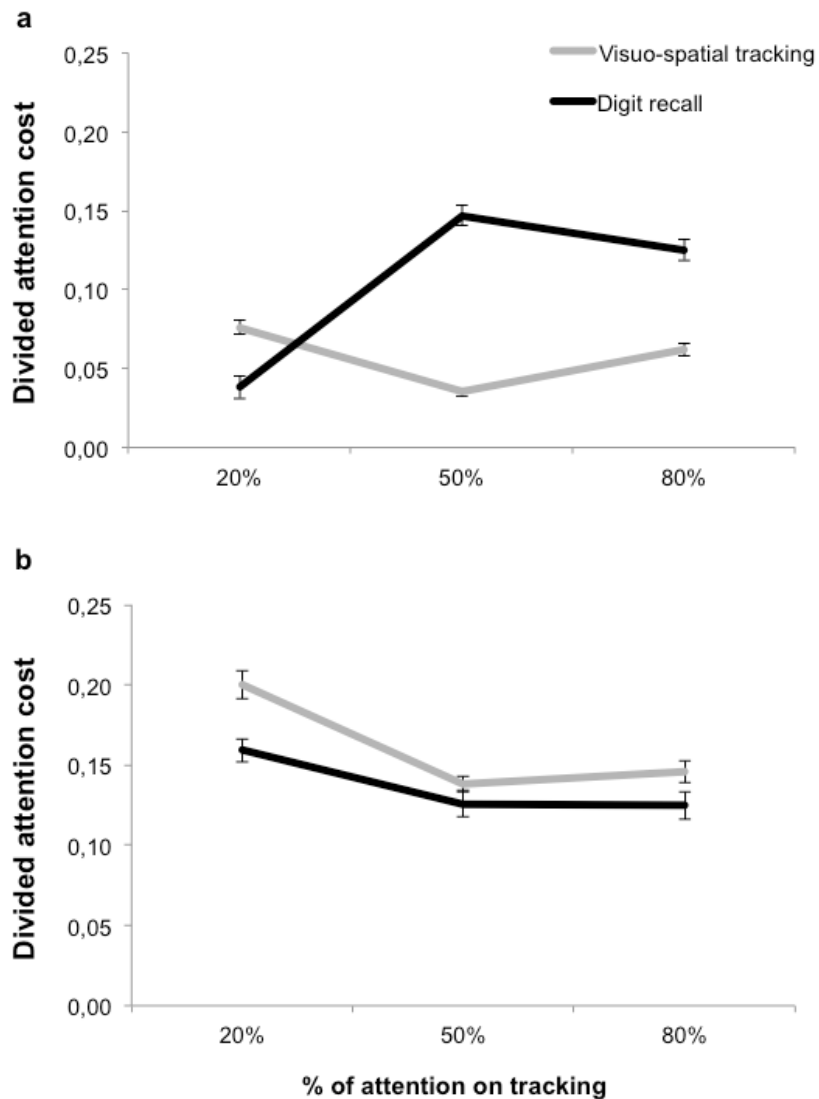 a
Divided attention cost
0,25
0,20
0,15
0,10
0,05
0,00
Visuo-spatial tracking
Digit recall
20% 50% 80%
b
Divided attention cost
0,25
0,20
0,15
0,10
0,05
0,00
20% 50% 80%
% of attention on tracking